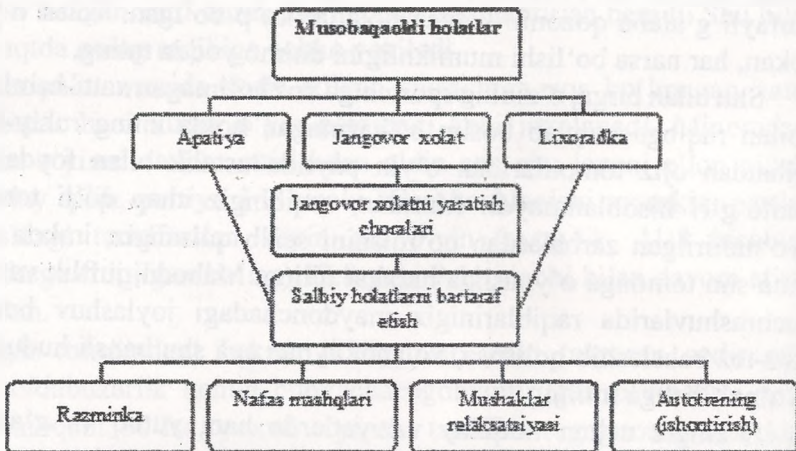 Musobaqaoldi holatlar
Apatiya
Jangovor xolat
Lixoradka
Jangovor xolatni yaratish
choralari
Salbiy holatlarni bartaraf
etish
Razminka
Nafas mashqlari
Mushaklar
relaksatsiyasi
Autotrening
(ishontirish)